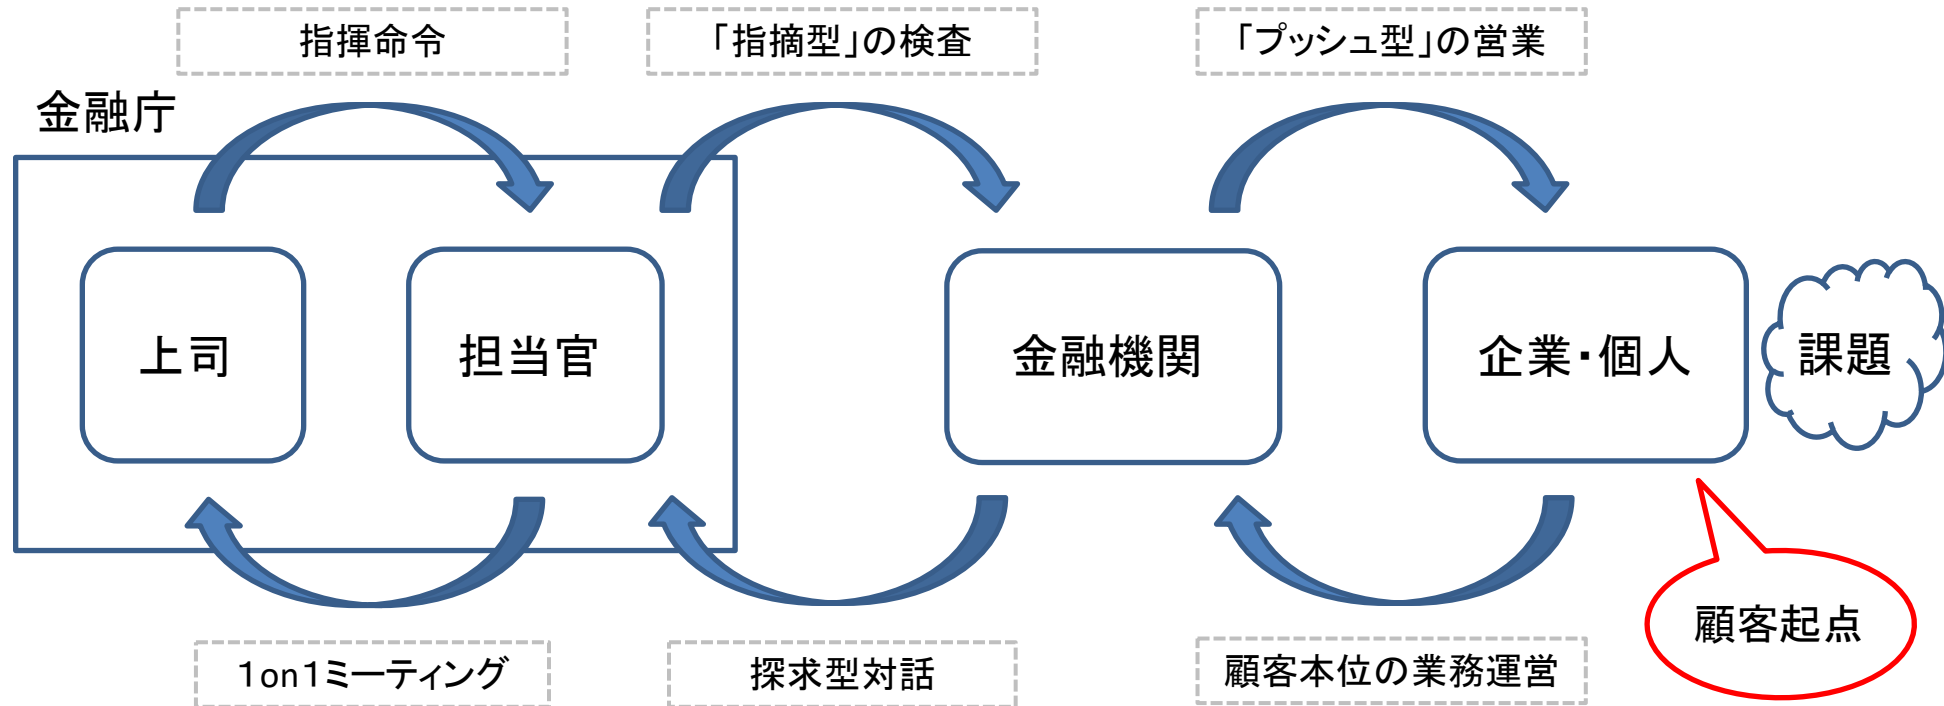 指揮命令
「指摘型」の検査
「プッシュ型」の営業
金融庁
上司
担当官
金融機関
企業・個人
課題
1on1ミーティング
探求型対話
顧客本位の業務運営
顧客起点